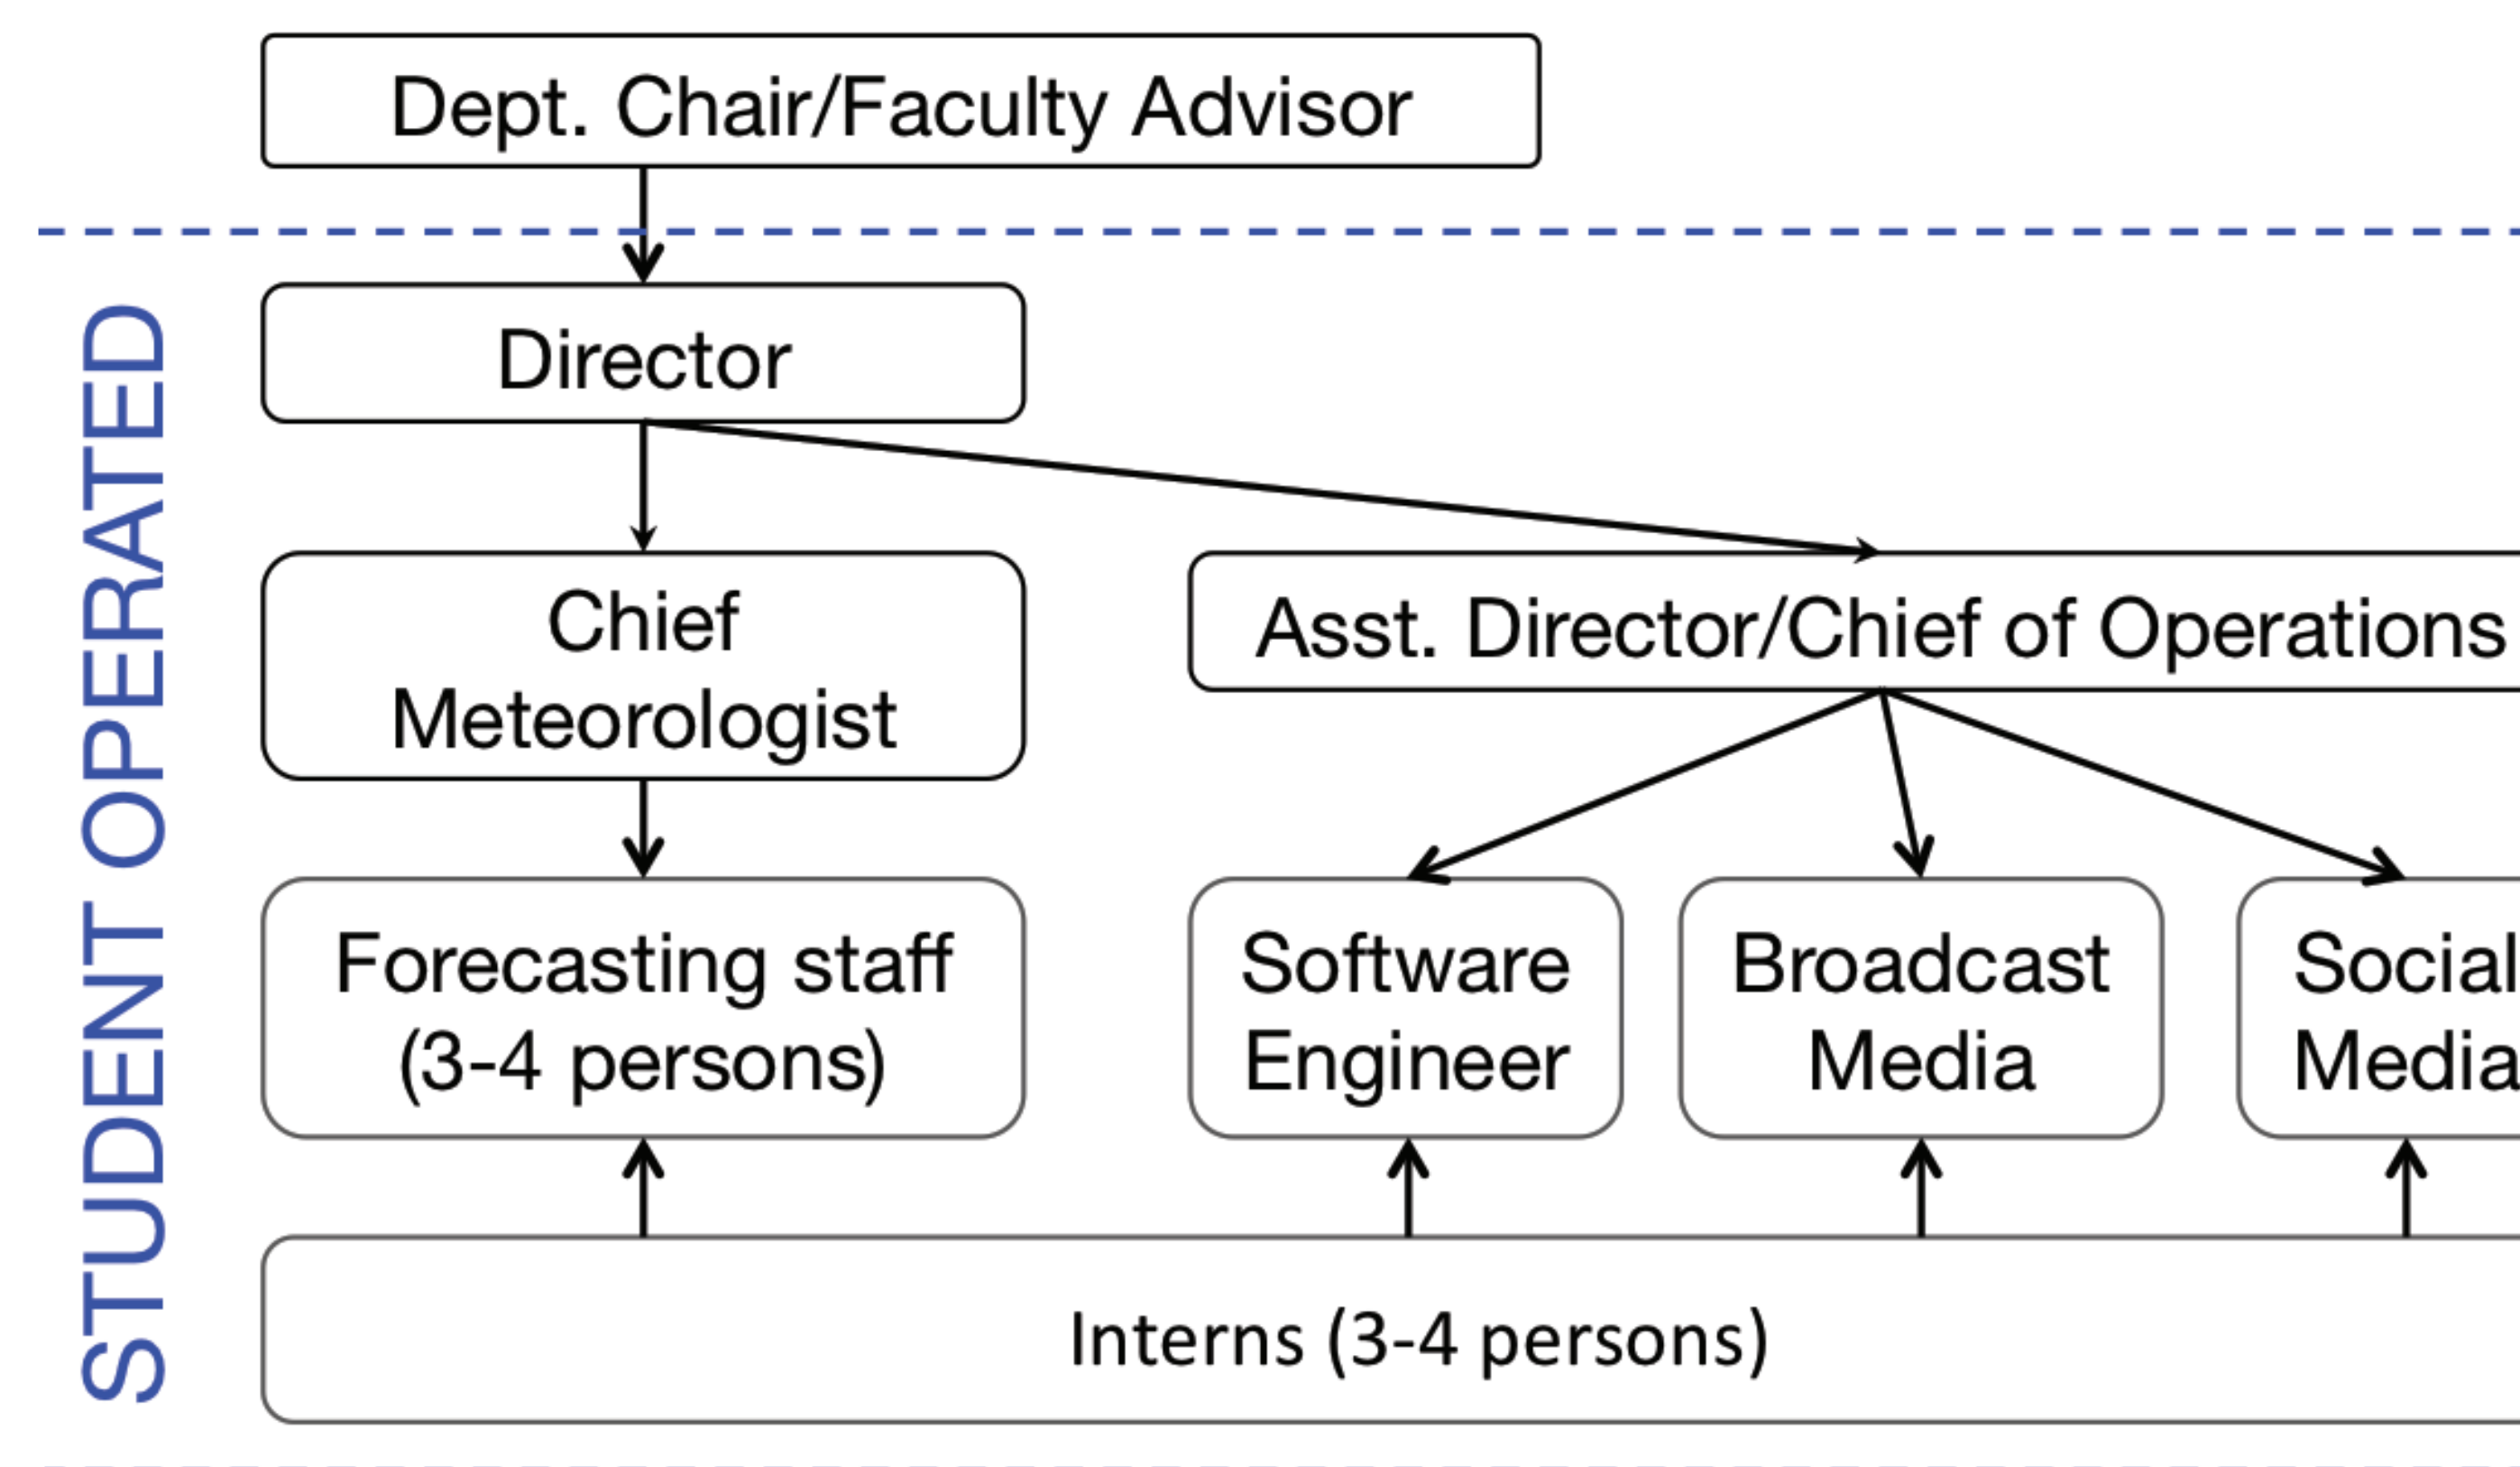 Dept. Chair/Faculty Advisor
STUDENT OPERATED
Director
Chief
Meteorologist
Asst. Director/Chief of Operations
Forecasting staff
(3-4 persons)
Software
Engineer
Broadcast
Media
Social
Media
Interns (3-4 persons)